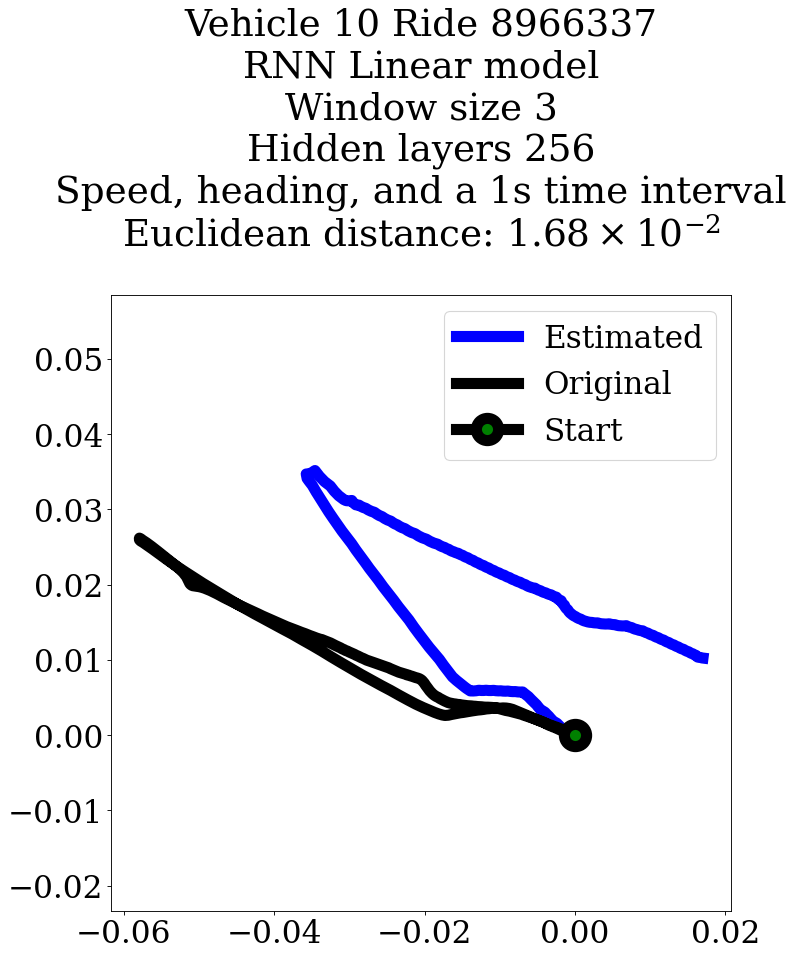 Vehicle 10 Ride 8966337
RNN Linear model
Window size 3
Hidden layers 256
Speed, heading, and a 1s time interval
Euclidean distance: 1.68 × 10⁻²
Estimated
Original
Start
0.05
0.04
0.03
0.02
0.01
0.00
−0.01
−0.02
−0.06 −0.04 −0.02 0.00 0.02